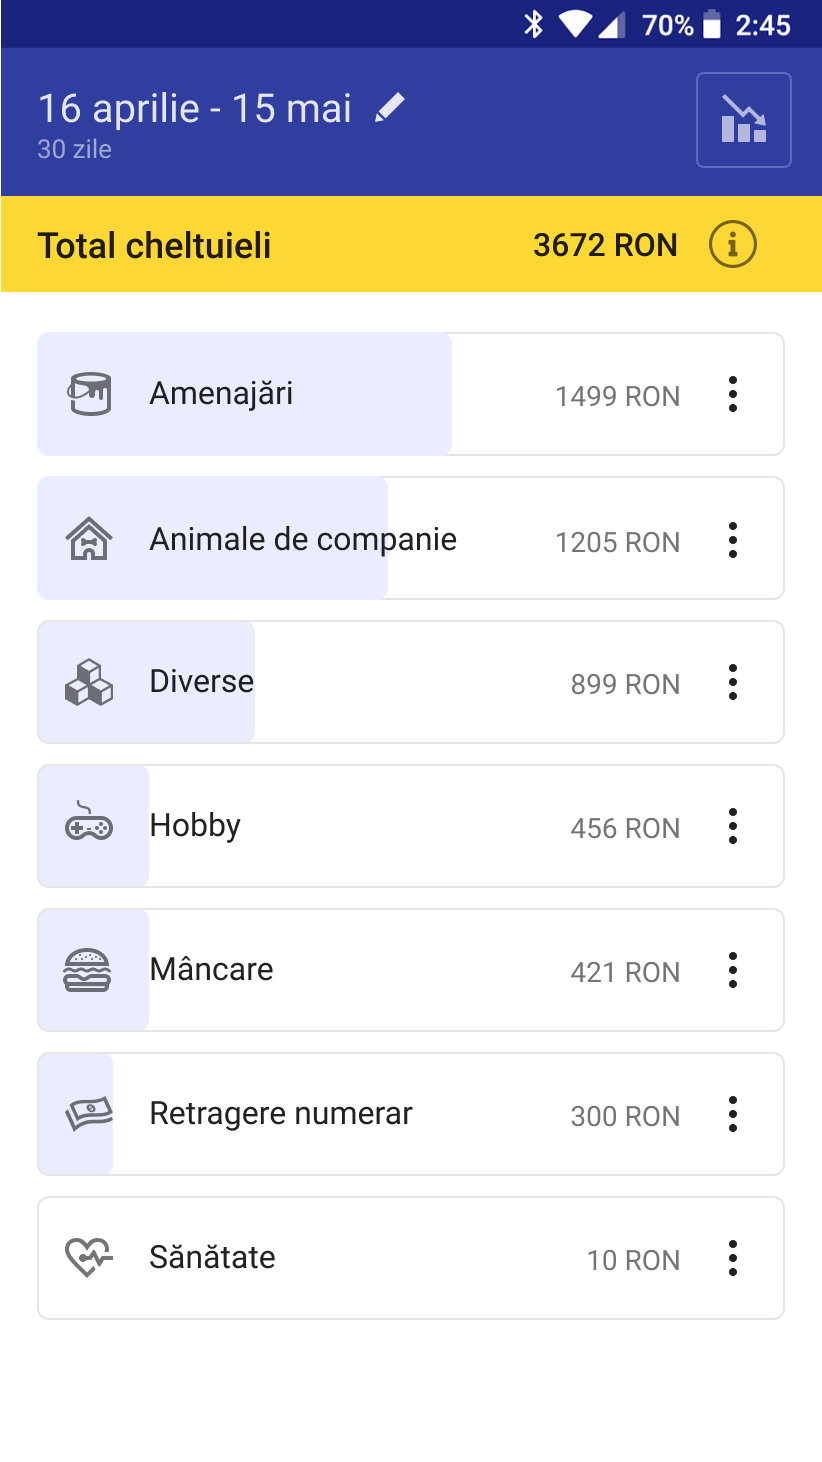 70% 2:45
16 aprilie - 15 mai
30 zile
Total cheltuieli 3672 RON
Amenajări 1499 RON
Animale de companie 1205 RON
Diverse 899 RON
Hobby 456 RON
Mâncare 421 RON
Retragere numerar 300 RON
Sănătate 10 RON